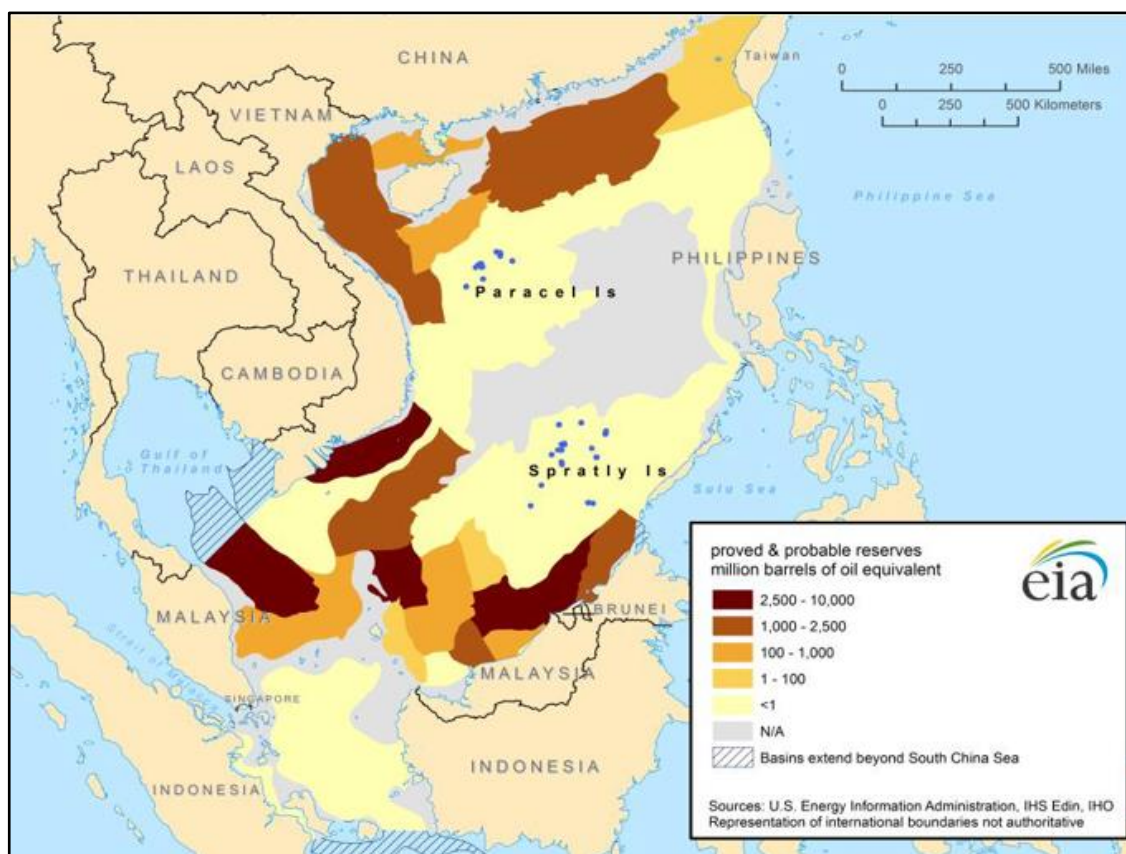 CHINA
Taiwan
0 250 500 Miles
0 250 500 Kilometers
VIETNAM
LAOS
Philippine Sea
THAILAND
PHILIPPINES
Paracel Is
CAMBODIA
Gulf of
Thailand
Spratly Is
Sulu Sea
MALAYSIA
BRUNEI
Strait of Malacca
MALAYSIA
SINGAPORE
INDONESIA
INDONESIA
proved & probable reserves
million barrels of oil equivalent
eia
2,500 - 10,000
1,000 - 2,500
100 - 1,000
1 - 100
<1
N/A
Basins extend beyond South China Sea
Sources: U.S. Energy Information Administration, IHS Edin, IHO
Representation of international boundaries not authoritative